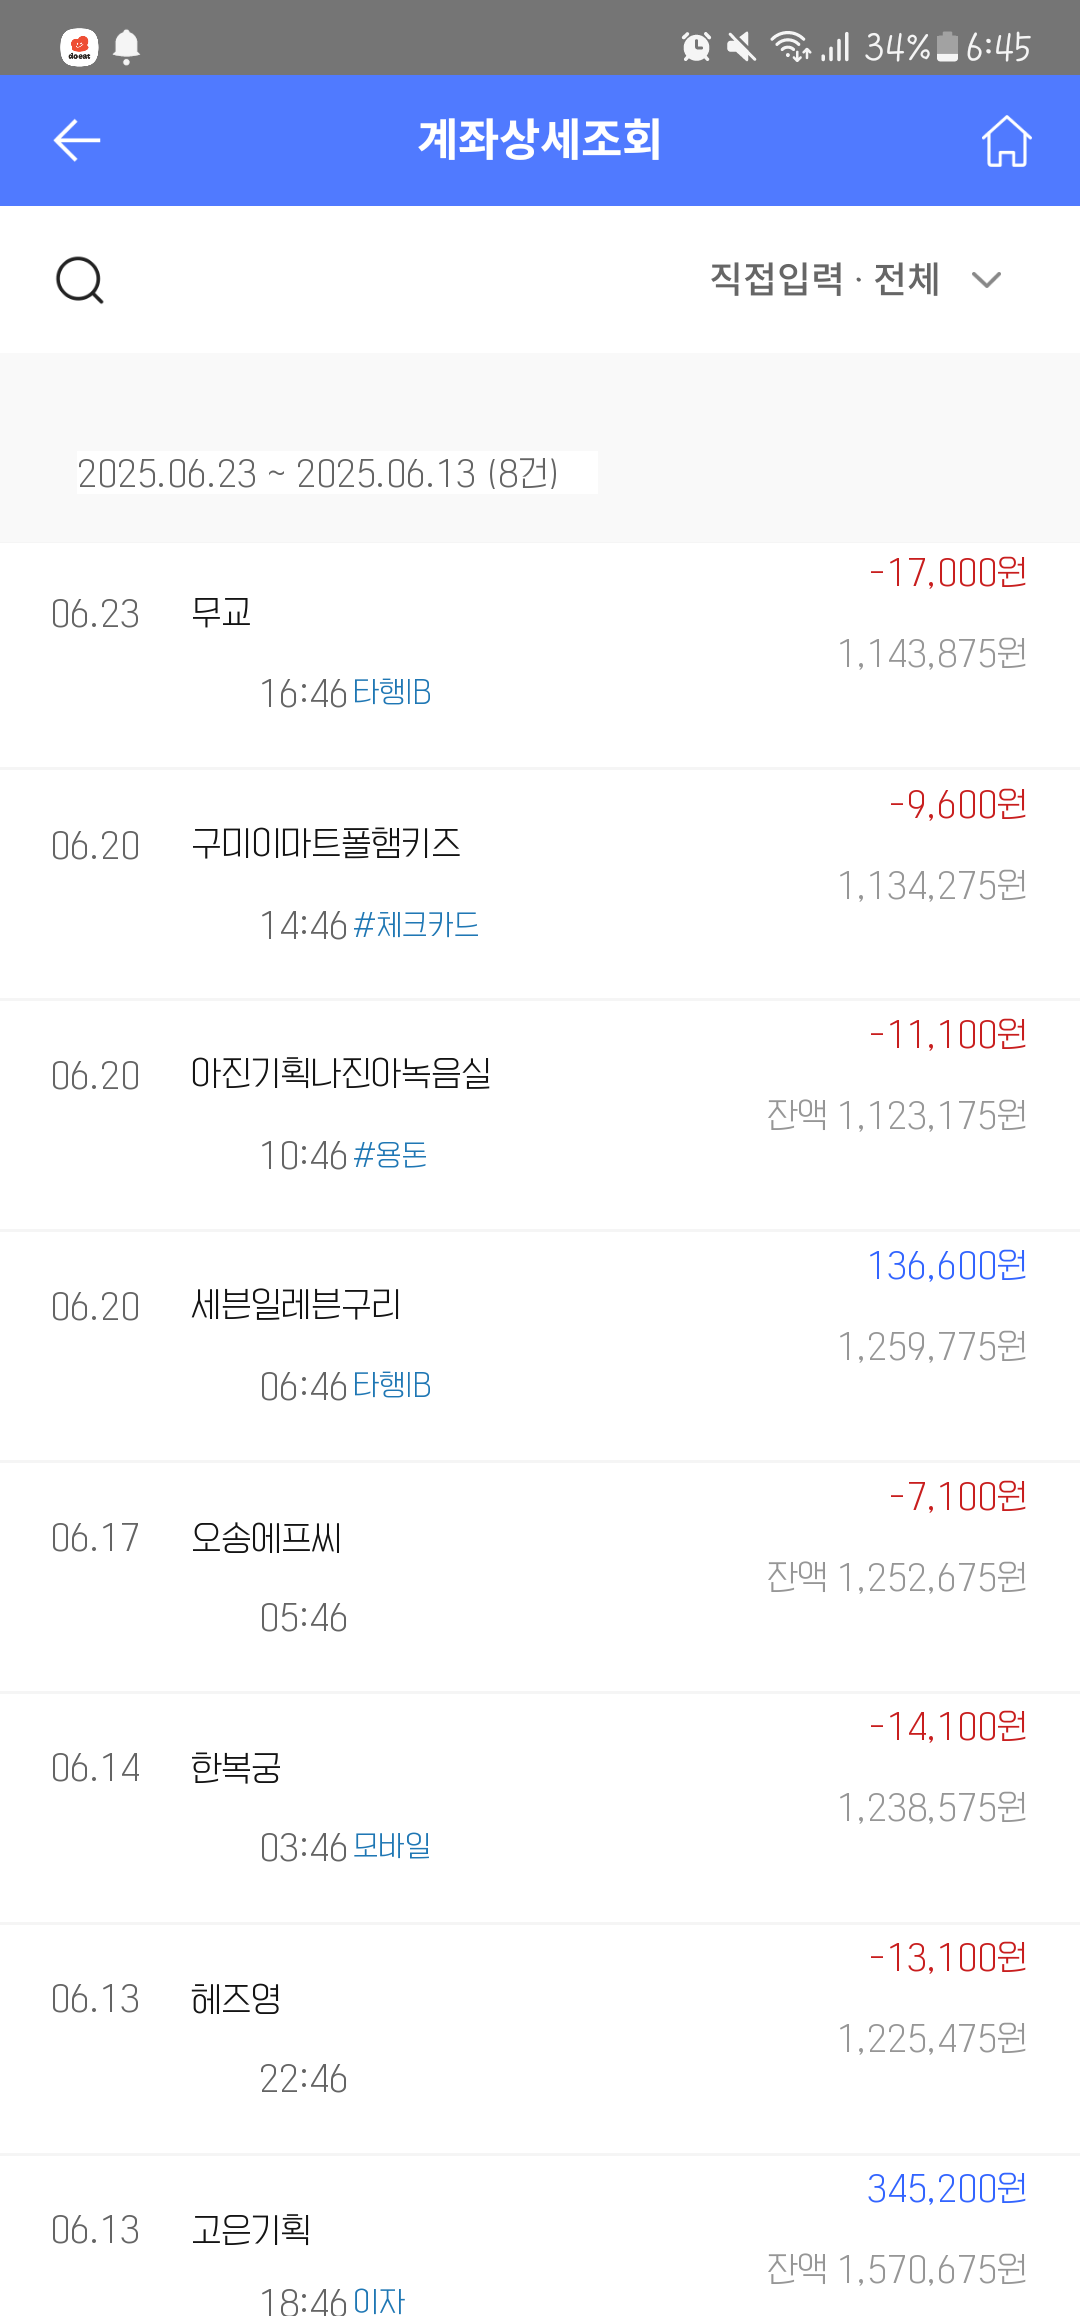 doeat
34% 6:45
계좌상세조회
직접입력 · 전체
2025.06.23 ~ 2025.06.13 (8건)
-17,000원
06.23 무교
1,143,875원
16:46 타행IB
-9,600원
06.20 구미이마트폴햄키즈
1,134,275원
14:46 #체크카드
-11,100원
06.20 아진기획나진아녹음실
잔액 1,123,175원
10:46 #용돈
136,600원
06.20 세븐일레븐구리
1,259,775원
06:46 타행IB
-7,100원
06.17 오송에프씨
잔액 1,252,675원
05:46
-14,100원
06.14 한복궁
1,238,575원
03:46 모바일
-13,100원
06.13 헤즈영
1,225,475원
22:46
345,200원
06.13 고은기획
잔액 1,570,675원
18:46 이자